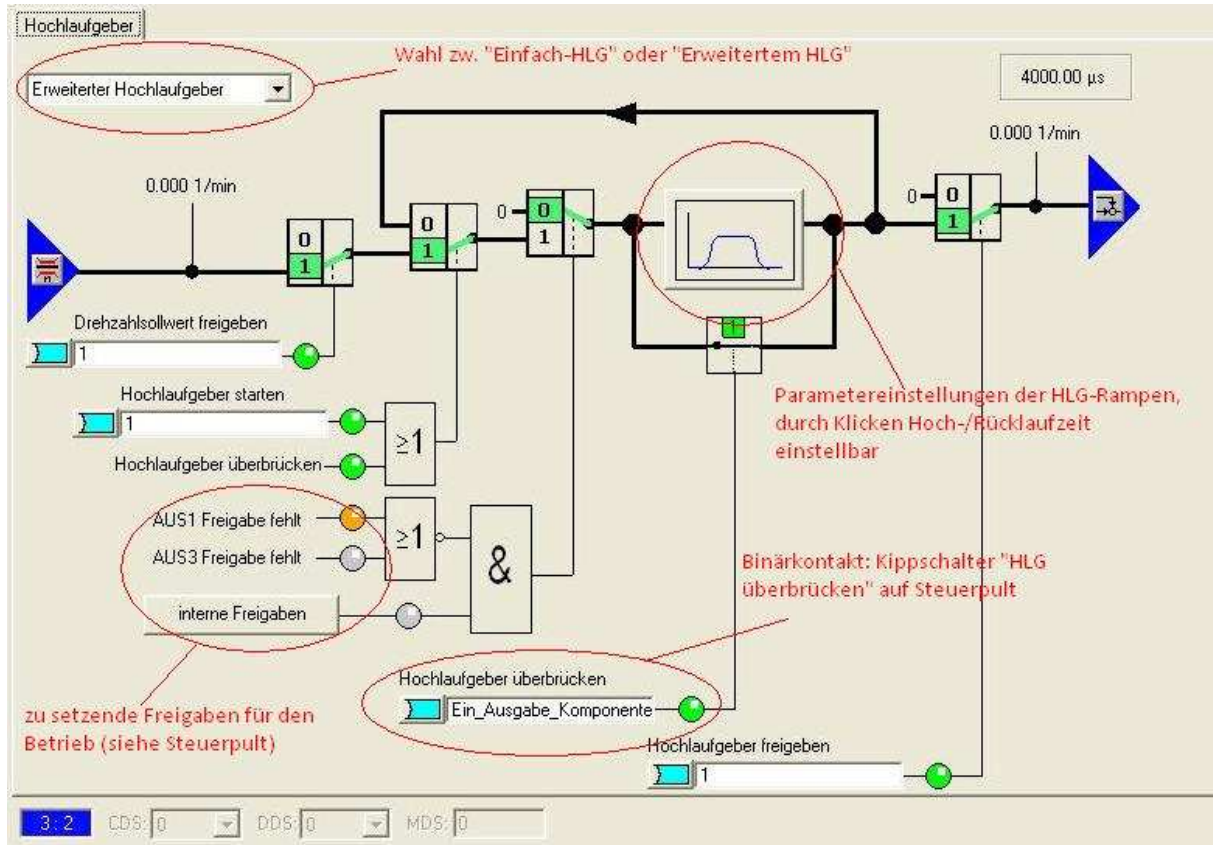 Hochlaufgeber
Wahl zw. "Einfach-HLG" oder "Erweitertem HLG"
Erweiterter Hochlaufgeber
4000.00 µs
0.000 1/min
0.000 1/min
0
1
0
1
0
0
1
0
0
1
n
Drehzahlsollwert freigeben
1
Hochlaufgeber starten
1
≥1
Hochlaufgeber überbrücken
Parametereinstellungen der HLG-Rampen,
durch Klicken Hoch-/Rücklaufzeit
einstellbar
AUS1 Freigabe fehlt
≥1
AUS3 Freigabe fehlt
&
interne Freigaben
Binärkontakt: Kippschalter "HLG
überbrücken" auf Steuerpult
zu setzende Freigaben für den
Betrieb (siehe Steuerpult)
Hochlaufgeber überbrücken
Ein_Ausgabe_Komponente
Hochlaufgeber freigeben
1
3:2
CDS: 0
DDS: 0
MDS: 0